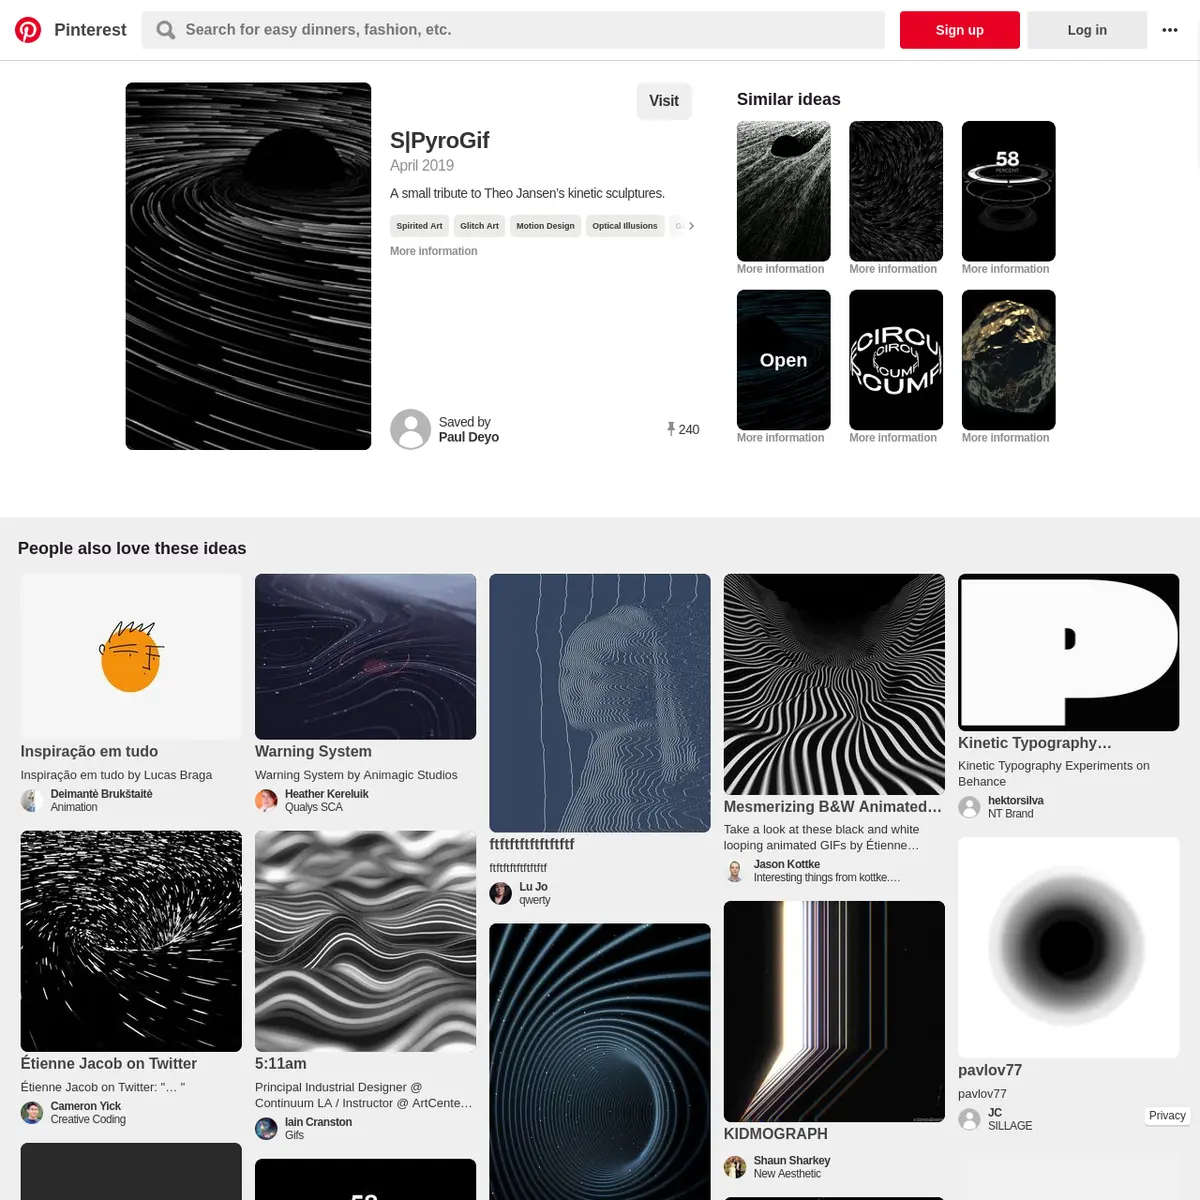 Pinterest
Search for easy dinners, fashion, etc.
Sign up
Log in
Visit
S|PyroGif
April 2019
A small tribute to Theo Jansen's kinetic sculptures.
Spirited Art
Glitch Art
Motion Design
Optical Illusions
More information
Saved by
Paul Deyo
240
Similar ideas
58
PERCENT
More information
More information
More information
Open
CIRCU
CIRCU
CUMF
RCUMF
More information
More information
More information
People also love these ideas
Inspiração em tudo
Inspiração em tudo by Lucas Braga
Deimantė Brukštaitė
Animation
Étienne Jacob on Twitter
Étienne Jacob on Twitter: "… "
Cameron Yick
Creative Coding
Warning System
Warning System by Animagic Studios
Heather Kereluik
Qualys SCA
5:11am
Principal Industrial Designer @
Continuum LA / Instructor @ ArtCente…
Iain Cranston
Gifs
58
ftftftftftftftftf
ftftftftftftftftf
Lu Jo
qwerty
Mesmerizing B&W Animated…
Take a look at these black and white
looping animated GIFs by Étienne…
Jason Kottke
Interesting things from kottke.…
KIDMOGRAPH
Shaun Sharkey
New Aesthetic
P
Kinetic Typography…
Kinetic Typography Experiments on
Behance
hektorsilva
NT Brand
pavlov77
pavlov77
JC
SILLAGE
Privacy